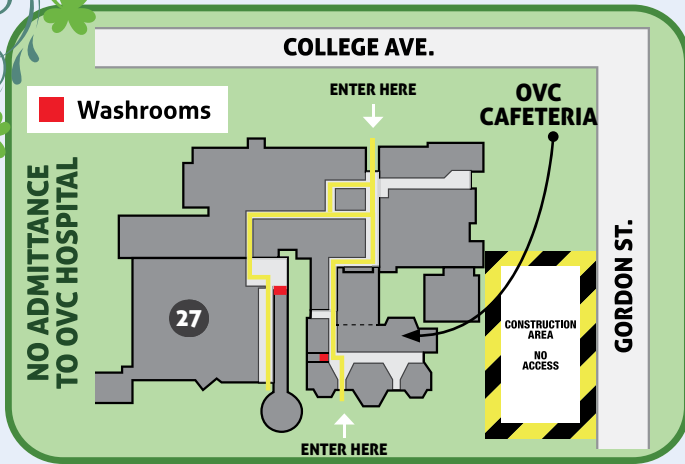 COLLEGE AVE.
Washrooms
ENTER HERE
OVC
CAFETERIA
NO ADMITTANCE
TO OVC HOSPITAL
27
CONSTRUCTION
AREA
NO
ACCESS
GORDON ST.
ENTER HERE